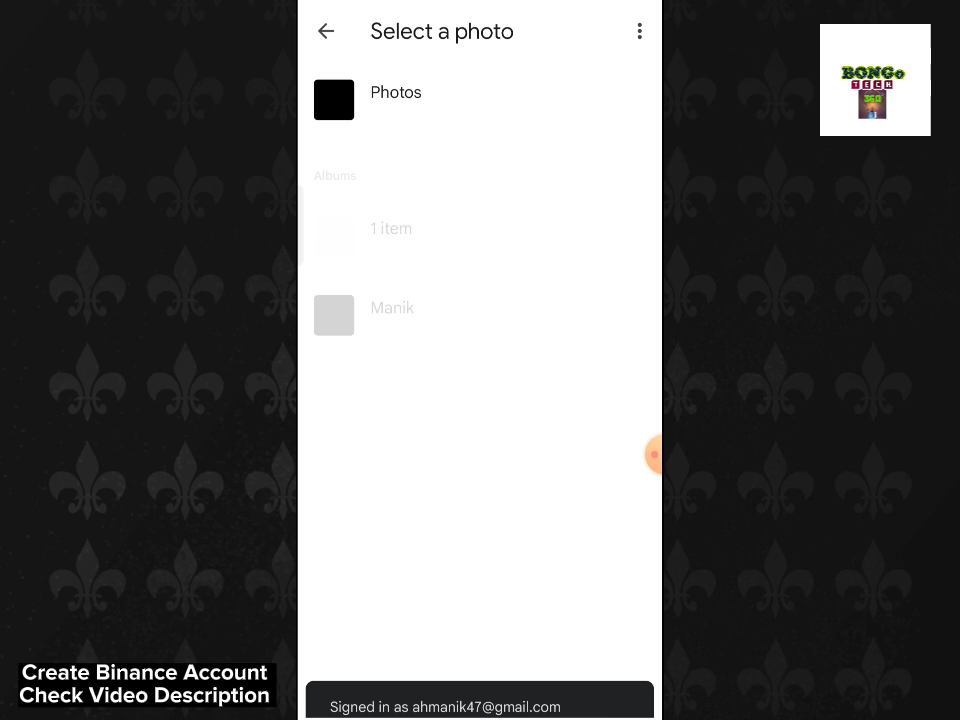 Select a photo
Photos
Albums
1 item
Manik
Signed in as ahmanik47@gmail.com
BONGO
TECH
360
Create Binance Account
Check Video Description